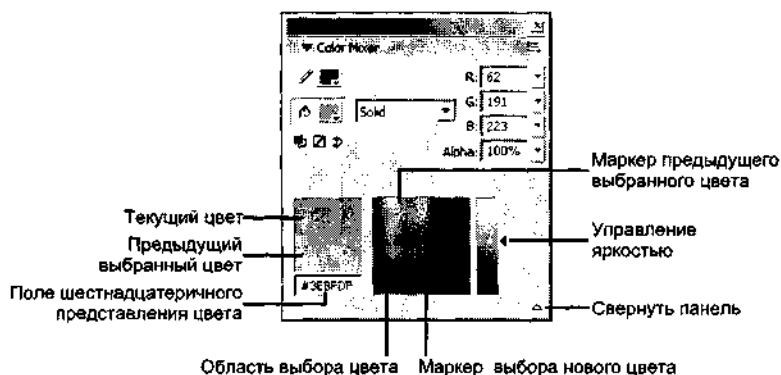 Color Mixer
R: 62
G: 191
Solid
B: 223
Alpha: 100%
Маркер предыдущего
выбранного цвета
Текущий цвет
Управление
яркостью
Предыдущий
выбранный цвет
#3EBFDF
Поле шестнадцатеричного
представления цвета
Свернуть панель
Область выбора цвета
Маркер выбора нового цвета